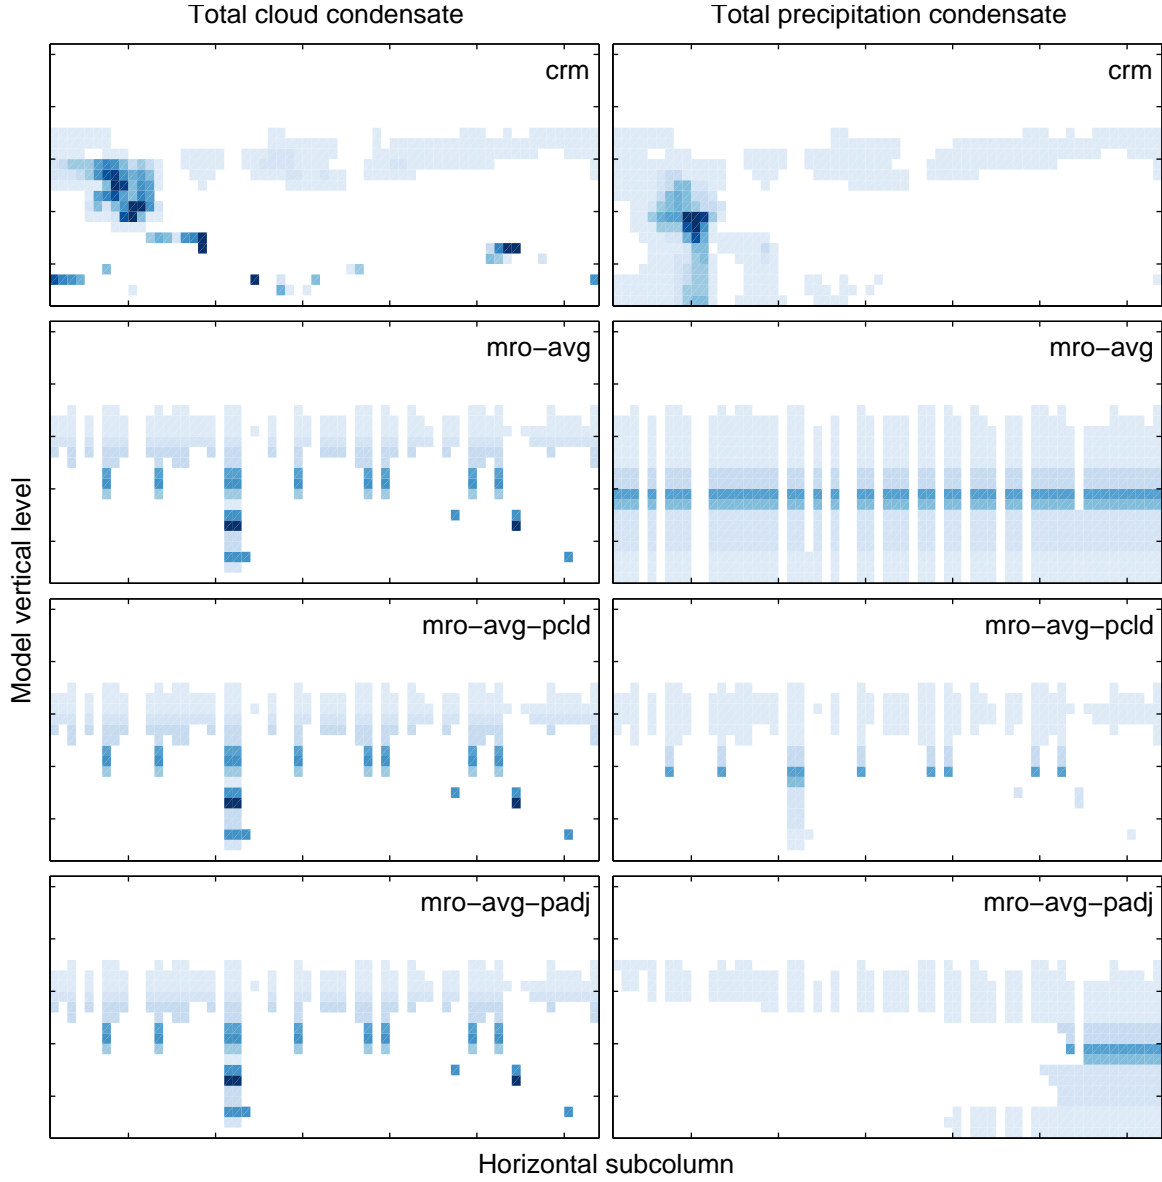 Total cloud condensate
Total precipitation condensate
crm
crm
mro−avg
mro−avg
mro−avg−pcld
mro−avg−pcld
mro−avg−padj
mro−avg−padj
Model vertical level
Horizontal subcolumn